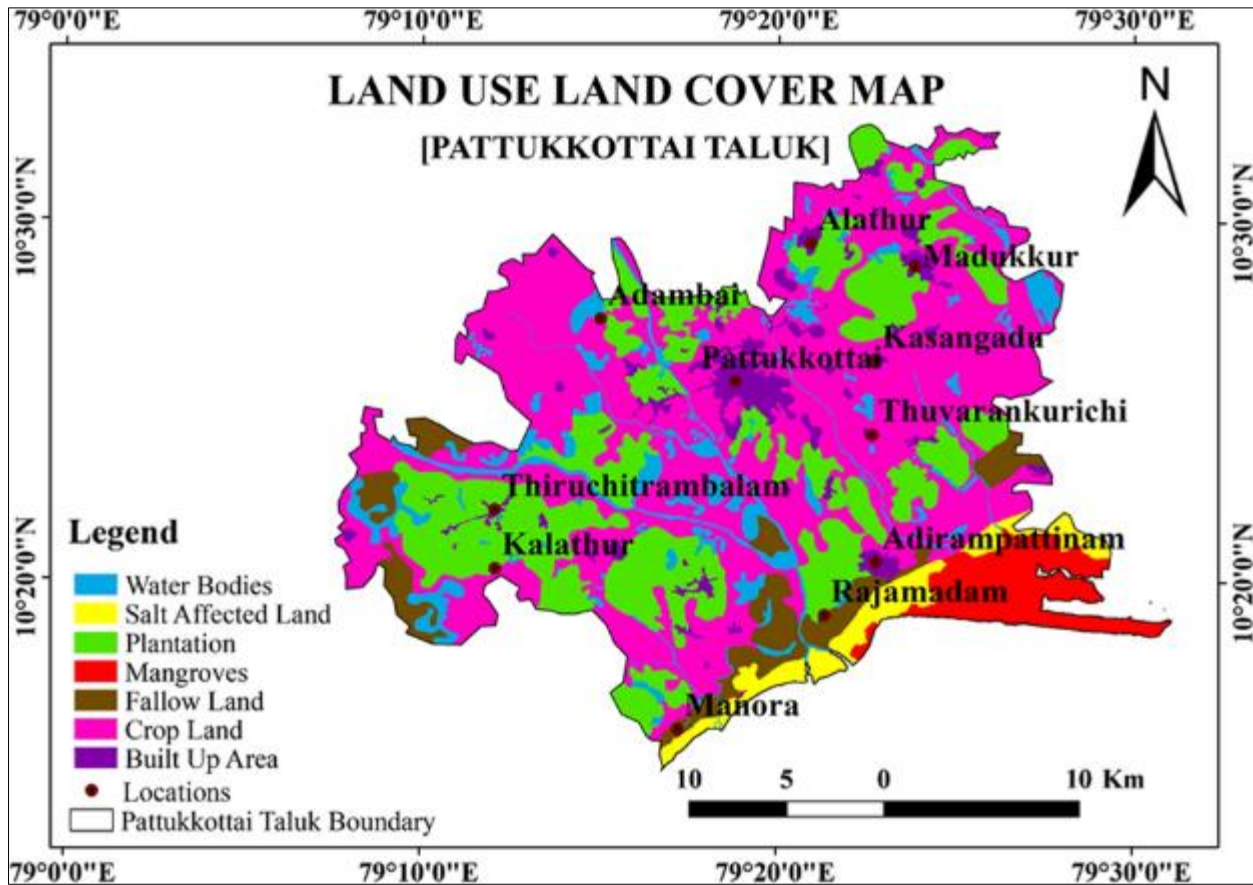 79°0'0"E 79°10'0"E 79°20'0"E 79°30'0"E
LAND USE LAND COVER MAP
[PATTUKKOTTAI TALUK]
N
10°30'0"N
10°30'0"N
Alathur
Madukkur
Adambai
Kasangadu
Pattukkottai
Thuvarankurichi
Thiruchitrambalam
Kalathur
Adirampattinam
Rajamadam
Manora
10°20'0"N
10°20'0"N
Legend
Water Bodies
Salt Affected Land
Plantation
Mangroves
Fallow Land
Crop Land
Built Up Area
Locations
Pattukkottai Taluk Boundary
10 5 0 10 Km
79°0'0"E 79°10'0"E 79°20'0"E 79°30'0"E